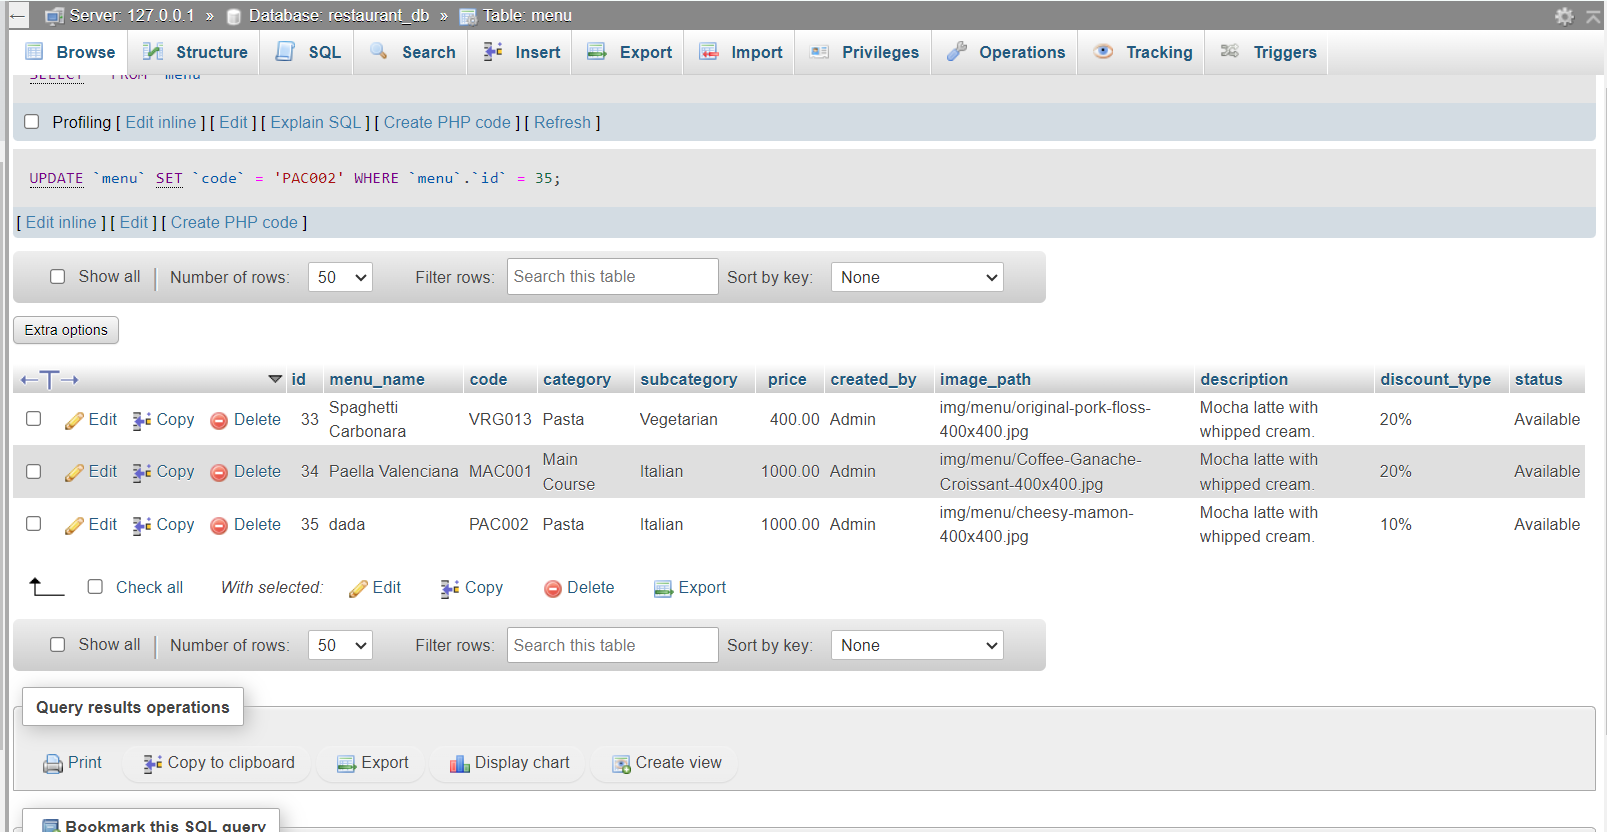 Server: 127.0.0.1 » Database: restaurant_db » Table: menu
Browse Structure SQL Search Insert Export Import Privileges Operations Tracking Triggers
SELECT * FROM `menu`
Profiling [ Edit inline ] [ Edit ] [ Explain SQL ] [ Create PHP code ] [ Refresh ]
UPDATE `menu` SET `code` = 'PAC002' WHERE `menu`.`id` = 35;
[ Edit inline ] [ Edit ] [ Create PHP code ]
Show all Number of rows: 50 Filter rows: Search this table Sort by key: None
Extra options
id menu_name code category subcategory price created_by image_path description discount_type status
Edit Copy Delete 33 Spaghetti Carbonara VRG013 Pasta Vegetarian 400.00 Admin img/menu/original-pork-floss-400x400.jpg Mocha latte with whipped cream. 20% Available
Edit Copy Delete 34 Paella Valenciana MAC001 Main Course Italian 1000.00 Admin img/menu/Coffee-Ganache-Croissant-400x400.jpg Mocha latte with whipped cream. 20% Available
Edit Copy Delete 35 dada PAC002 Pasta Italian 1000.00 Admin img/menu/cheesy-mamon-400x400.jpg Mocha latte with whipped cream. 10% Available
Check all With selected: Edit Copy Delete Export
Show all Number of rows: 50 Filter rows: Search this table Sort by key: None
Query results operations
Print Copy to clipboard Export Display chart Create view
Bookmark this SQL query